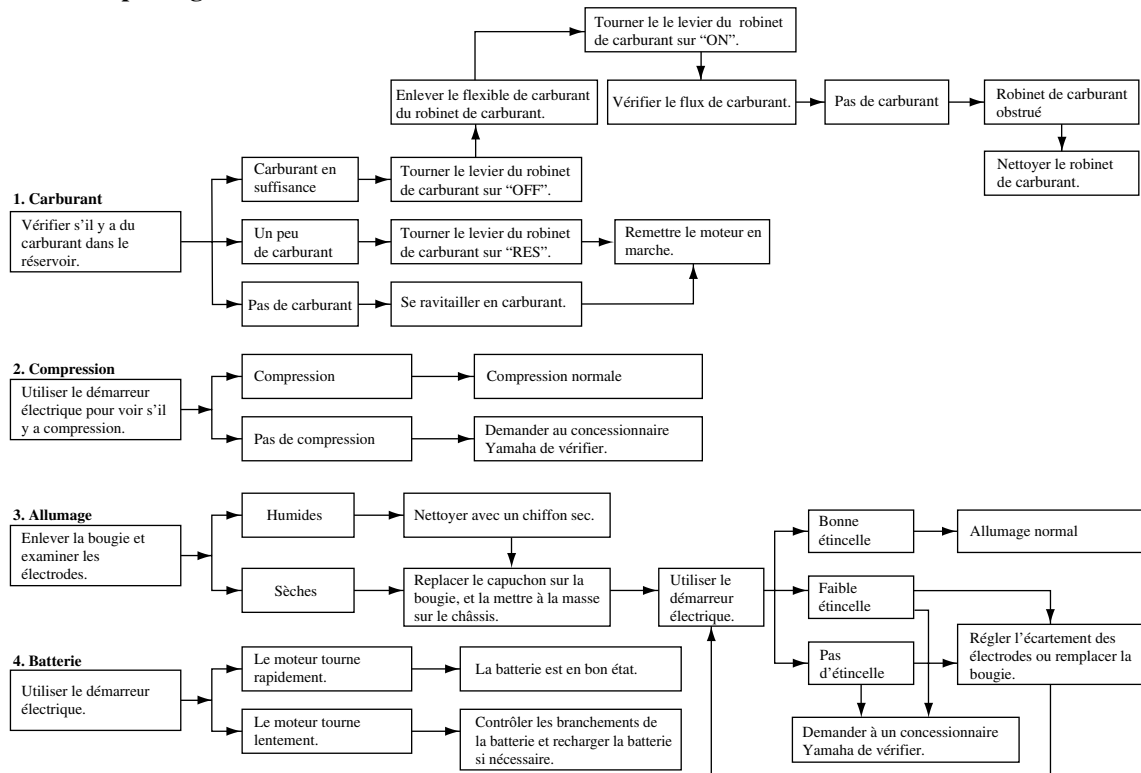 Tourner le le levier du robinet
de carburant sur “ON”.
Enlever le flexible de carburant
du robinet de carburant.
Vérifier le flux de carburant.
Pas de carburant
Robinet de carburant
obstrué
Nettoyer le robinet
de carburant.
1. Carburant
Vérifier s’il y a du
carburant dans le
réservoir.
Carburant en
suffisance
Tourner le levier du robinet
de carburant sur “OFF”.
Un peu
de carburant
Tourner le levier du robinet
de carburant sur “RES”.
Remettre le moteur en
marche.
Pas de carburant
Se ravitailler en carburant.
2. Compression
Utiliser le démarreur
électrique pour voir s’il
y a compression.
Compression
Compression normale
Pas de compression
Demander au concessionnaire
Yamaha de vérifier.
3. Allumage
Enlever la bougie et
examiner les
électrodes.
Humides
Nettoyer avec un chiffon sec.
Sèches
Replacer le capuchon sur la
bougie, et la mettre à la masse
sur le châssis.
Utiliser le
démarreur
électrique.
Bonne
étincelle
Allumage normal
Faible
étincelle
Pas
d’étincelle
Régler l’écartement des
électrodes ou remplacer la
bougie.
Demander à un concessionnaire
Yamaha de vérifier.
4. Batterie
Utiliser le démarreur
électrique.
Le moteur tourne
rapidement.
La batterie est en bon état.
Le moteur tourne
lentement.
Contrôler les branchements de
la batterie et recharger la batterie
si nécessaire.